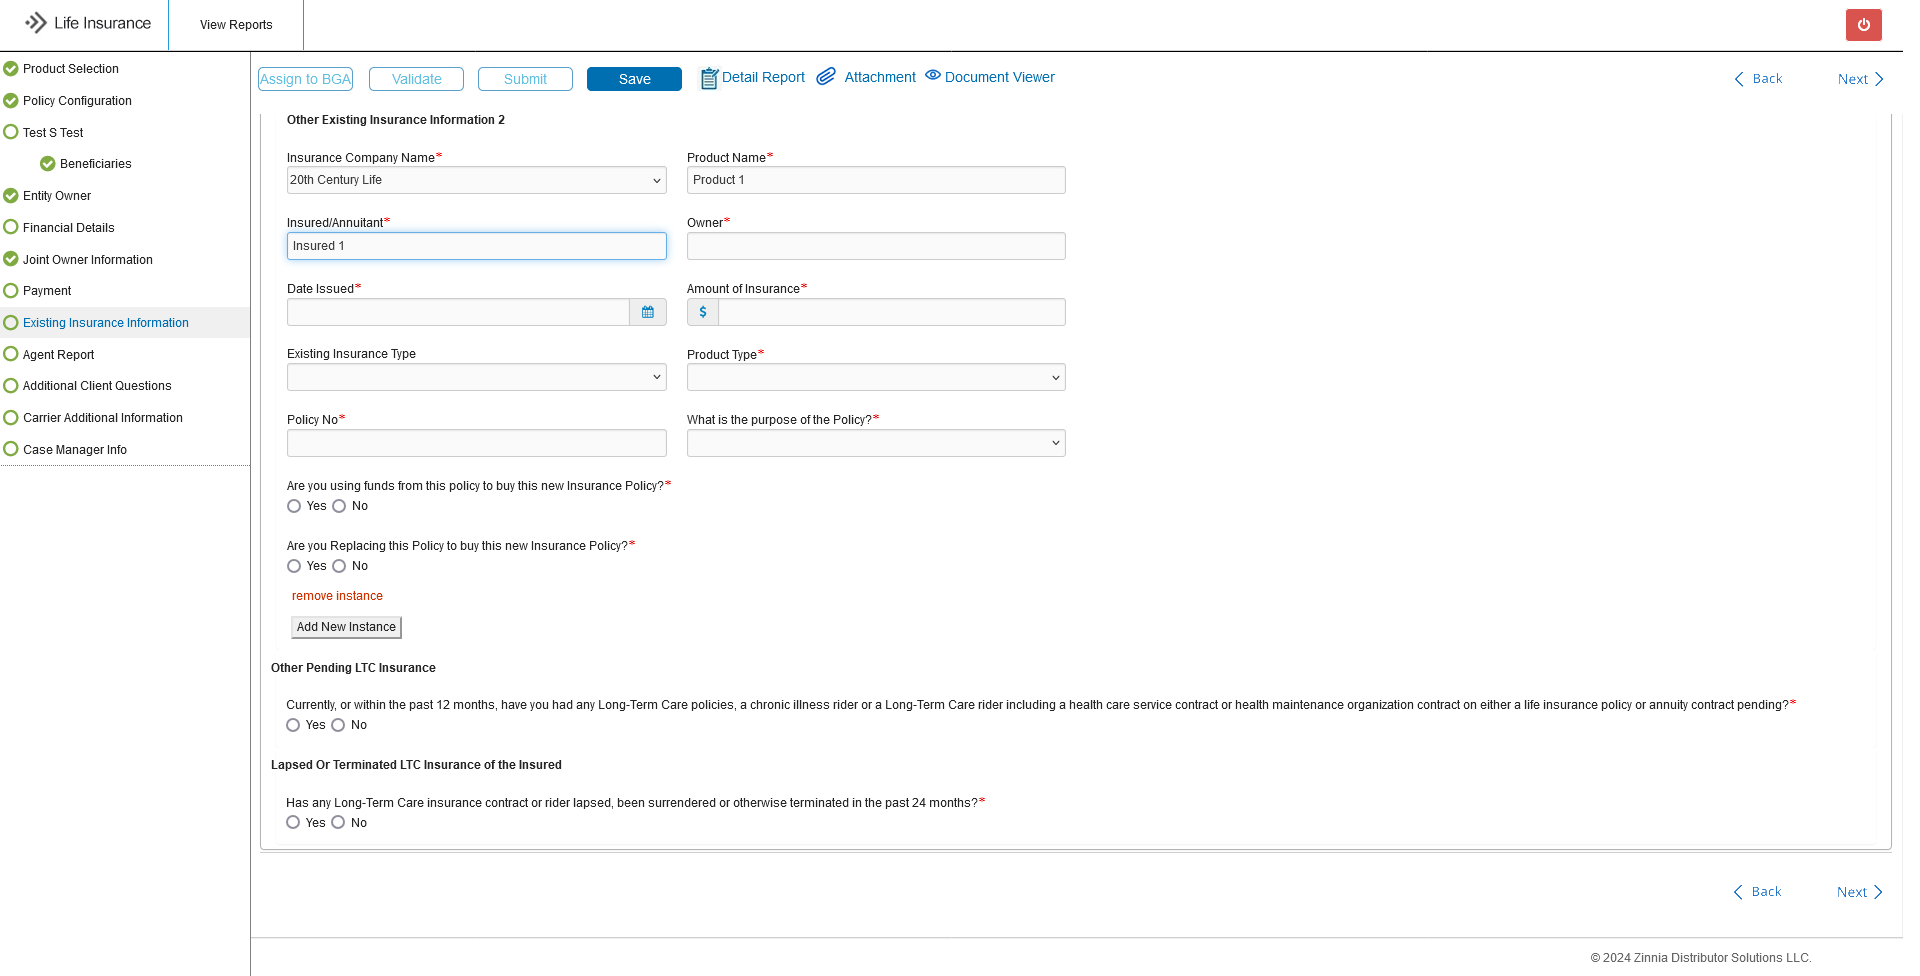 Life Insurance
View Reports
Product Selection
Policy Configuration
Test S Test
Beneficiaries
Entity Owner
Financial Details
Joint Owner Information
Payment
Existing Insurance Information
Agent Report
Additional Client Questions
Carrier Additional Information
Case Manager Info
Assign to BGA Validate Submit Save Detail Report Attachment Document Viewer Back Next
Other Existing Insurance Information 2
Insurance Company Name* Product Name*
20th Century Life Product 1
Insured/Annuitant* Owner*
Insured 1
Date Issued* Amount of Insurance*
$
Existing Insurance Type Product Type*
Policy No* What is the purpose of the Policy?*
Are you using funds from this policy to buy this new Insurance Policy?*
Yes No
Are you Replacing this Policy to buy this new Insurance Policy?*
Yes No
remove instance
Add New Instance
Other Pending LTC Insurance
Currently, or within the past 12 months, have you had any Long-Term Care policies, a chronic illness rider or a Long-Term Care rider including a health care service contract or health maintenance organization contract on either a life insurance policy or annuity contract pending?*
Yes No
Lapsed Or Terminated LTC Insurance of the Insured
Has any Long-Term Care insurance contract or rider lapsed, been surrendered or otherwise terminated in the past 24 months?*
Yes No
Back Next
© 2024 Zinnia Distributor Solutions LLC.